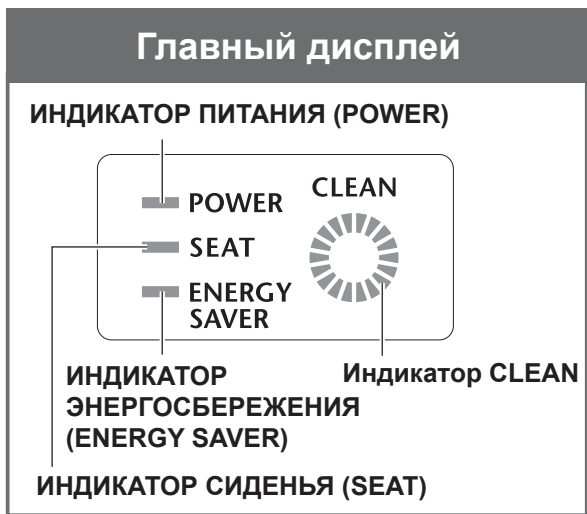 Главный дисплей
ИНДИКАТОР ПИТАНИЯ (POWER)
POWER
SEAT
ENERGY
SAVER
CLEAN
ИНДИКАТОР
ЭНЕРГОСБЕРЕЖЕНИЯ
(ENERGY SAVER)
Индикатор CLEAN
ИНДИКАТОР СИДЕНЬЯ (SEAT)